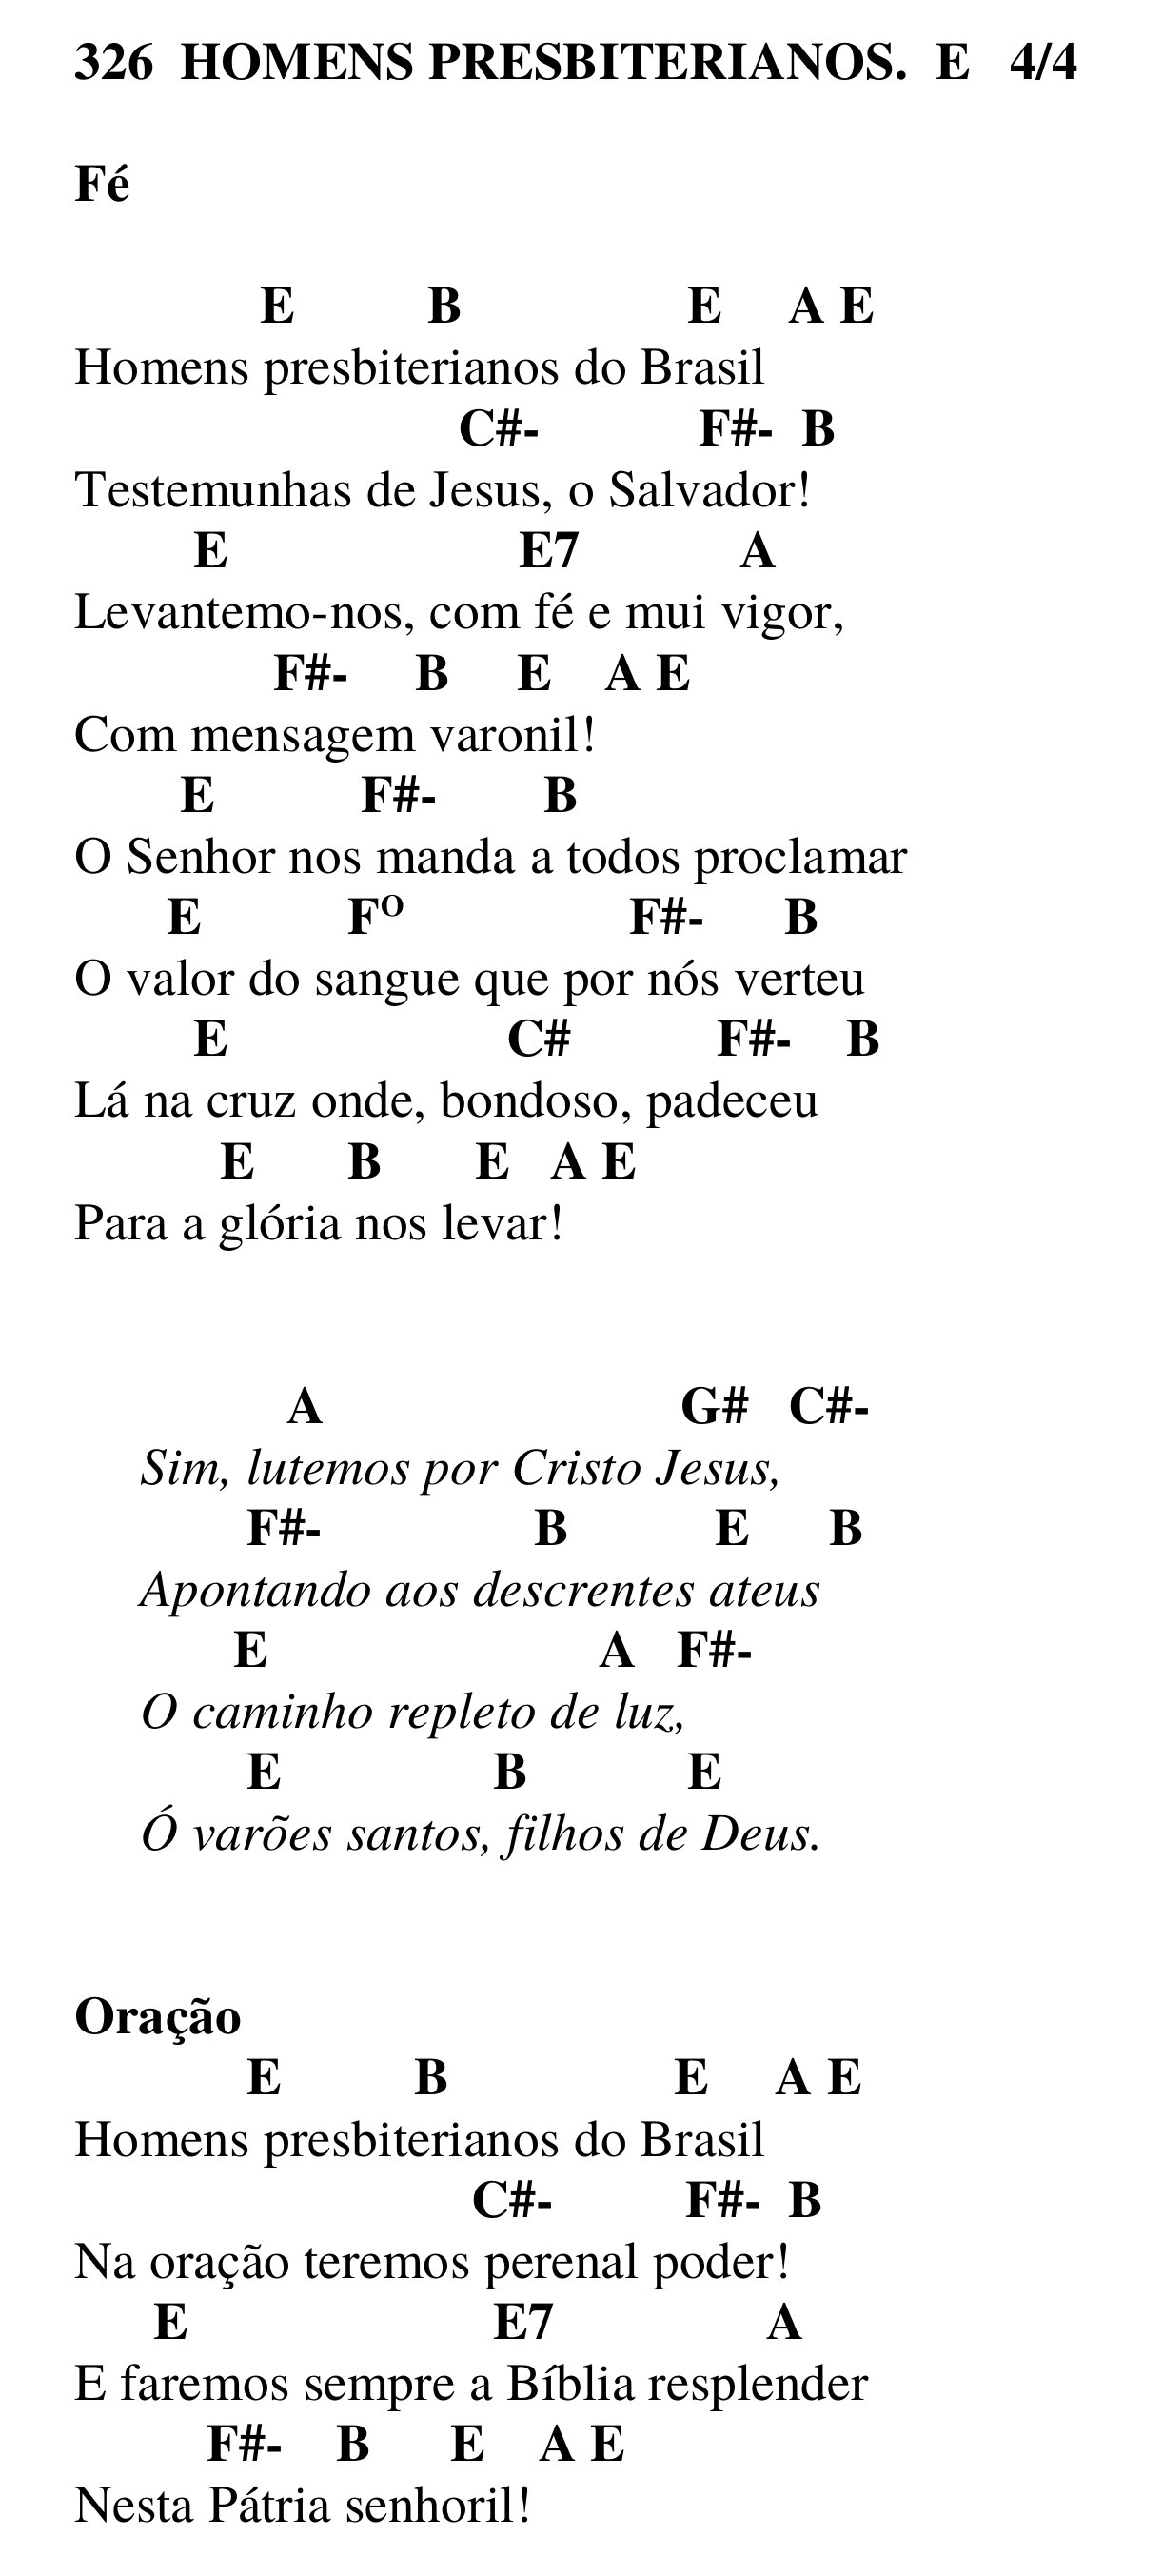 326 HOMENS PRESBITERIANOS. E 4/4
Fé
E B E A E
Homens presbiterianos do Brasil
C#- F#- B
Testemunhas de Jesus, o Salvador!
E E7 A
Levantemo-nos, com fé e mui vigor,
F#- B E A E
Com mensagem varonil!
E F#- B
O Senhor nos manda a todos proclamar
E Fº F#- B
O valor do sangue que por nós verteu
E C# F#- B
Lá na cruz onde, bondoso, padeceu
E B E A E
Para a glória nos levar!
A G# C#-
Sim, lutemos por Cristo Jesus,
F#- B E B
Apontando aos descrentes ateus
E A F#-
O caminho repleto de luz,
E B E
Ó varões santos, filhos de Deus.
Oração
E B E A E
Homens presbiterianos do Brasil
C#- F#- B
Na oração teremos perenal poder!
E E7 A
E faremos sempre a Bíblia resplender
F#- B E A E
Nesta Pátria senhoril!